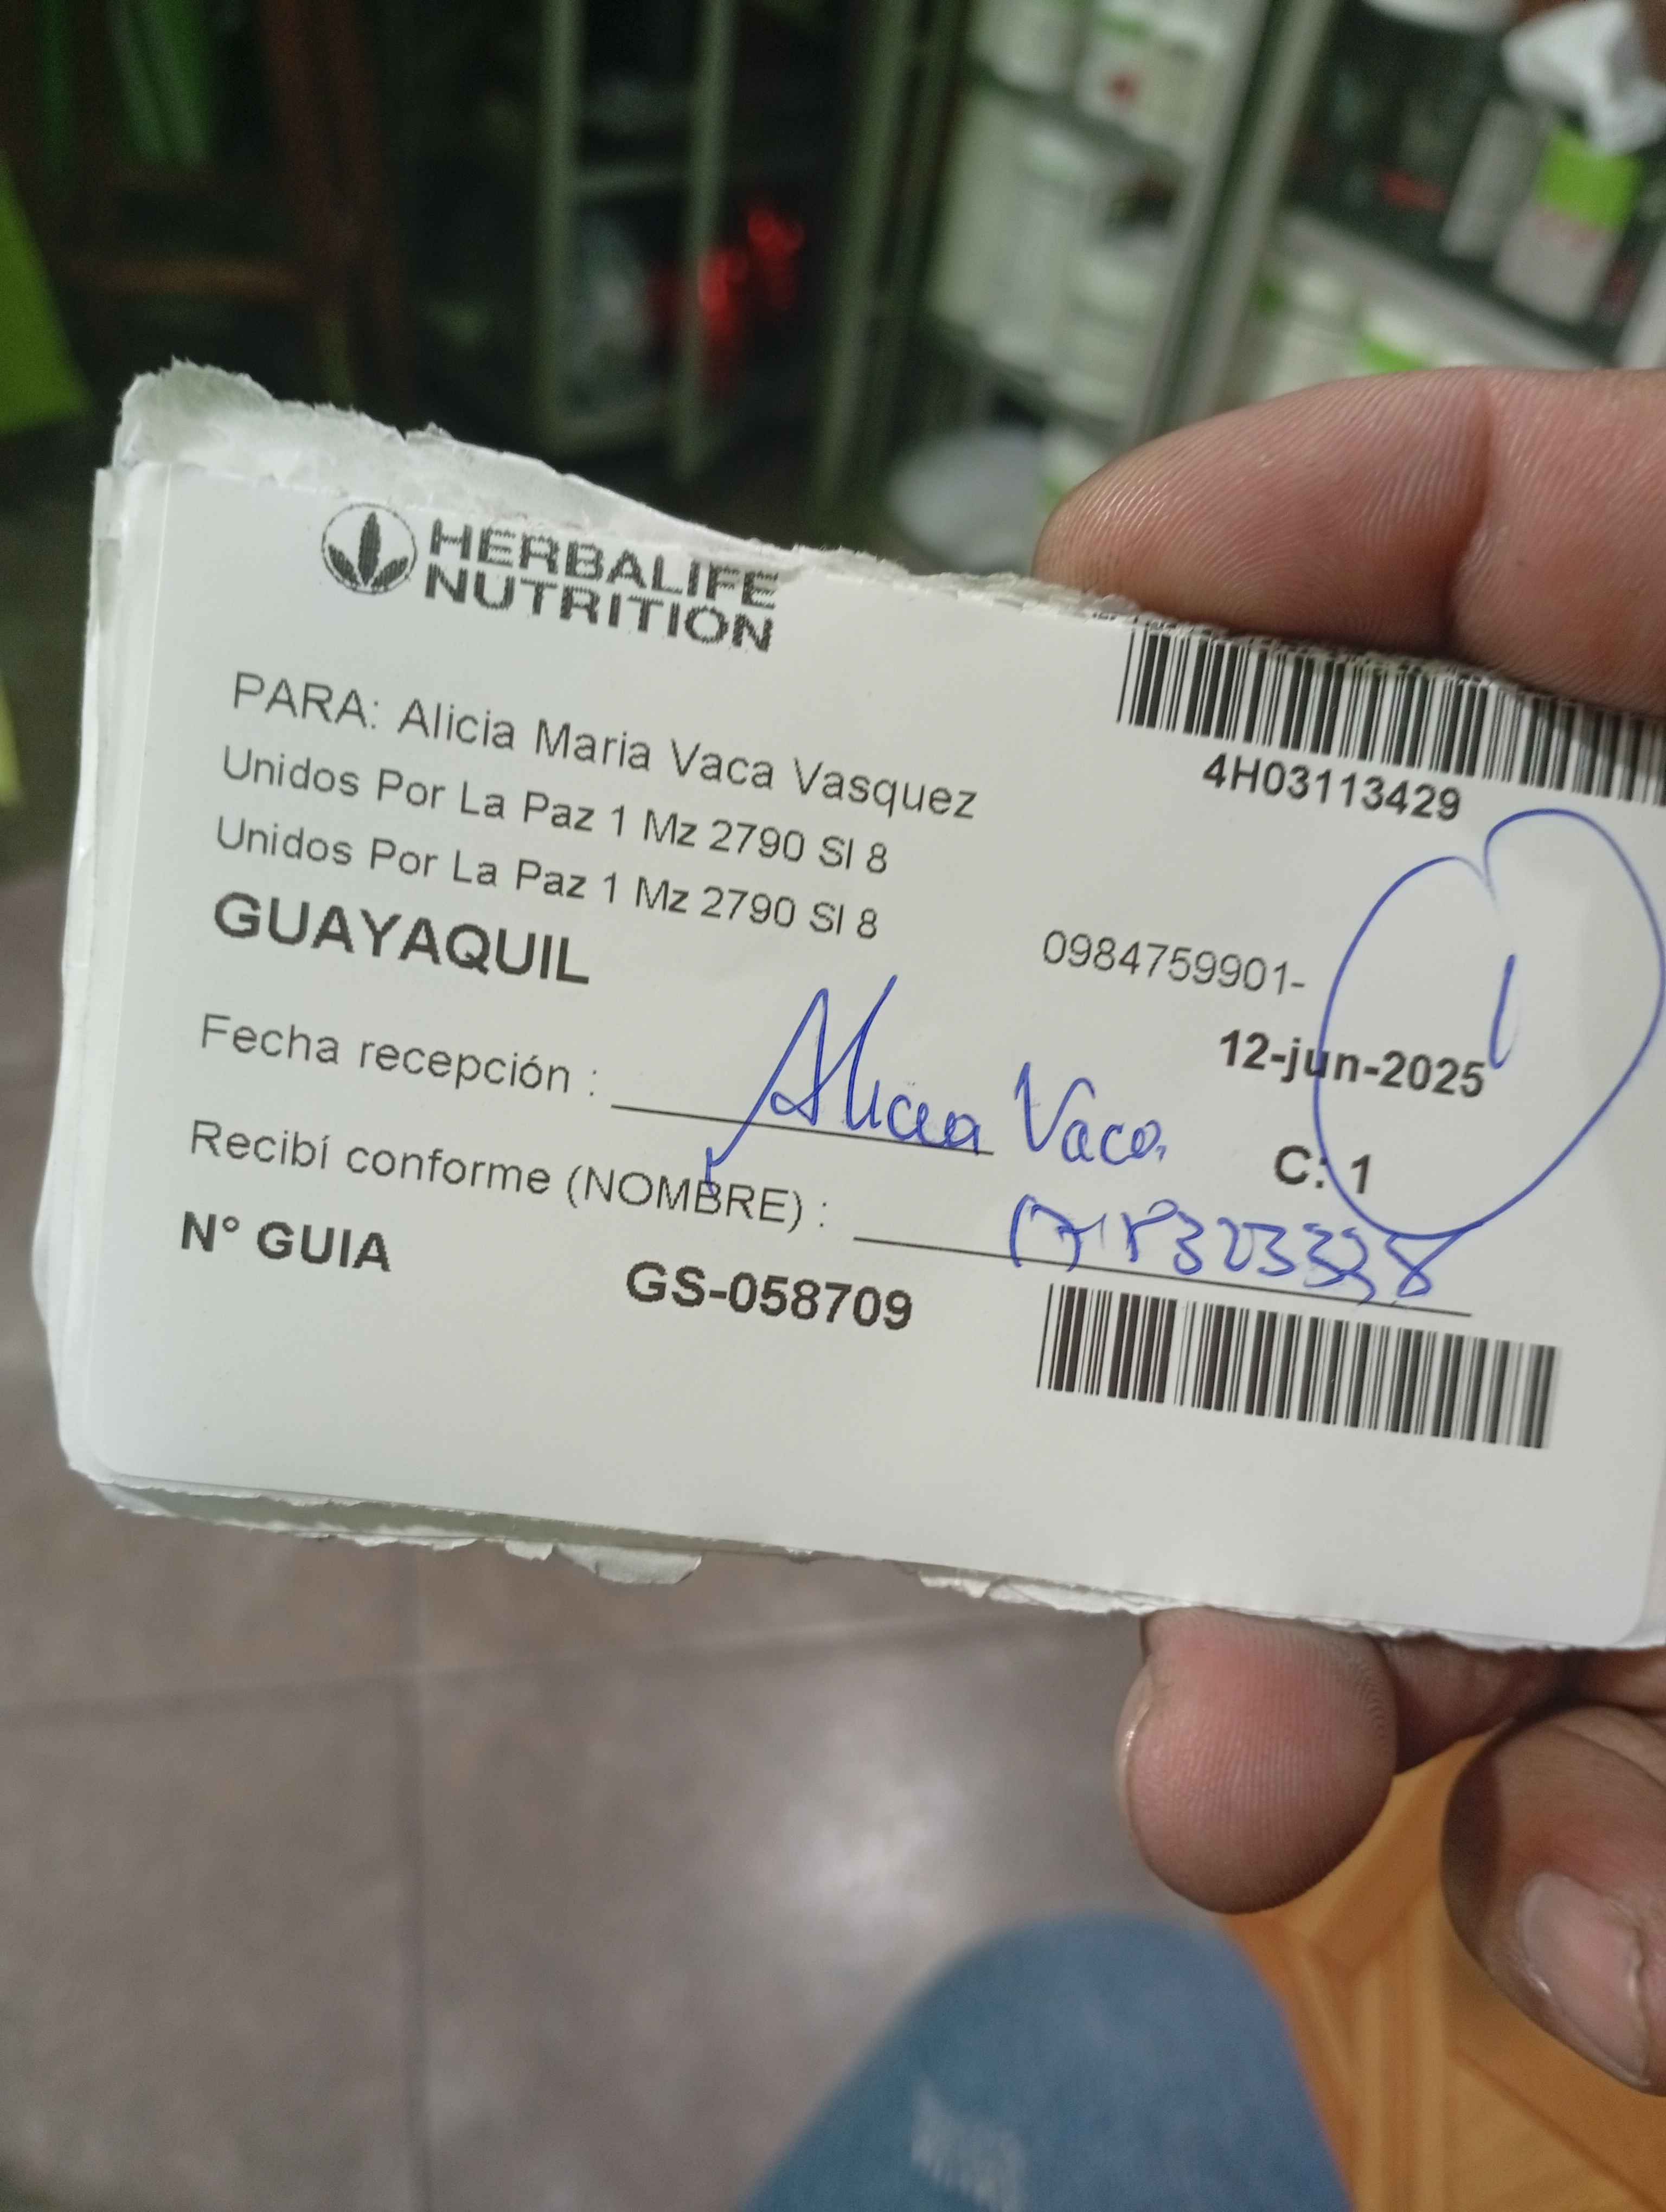 HERBALIFE
NUTRITION
4H03113429
PARA: Alicia Maria Vaca Vasquez
Unidos Por La Paz 1 Mz 2790 Sl 8
Unidos Por La Paz 1 Mz 2790 Sl 8
GUAYAQUIL
0984759901-
1
12-jun-2025
Fecha recepción :
Alicia Vaca
C: 1
Recibí conforme (NOMBRE) :
N° GUIA
GS-058709